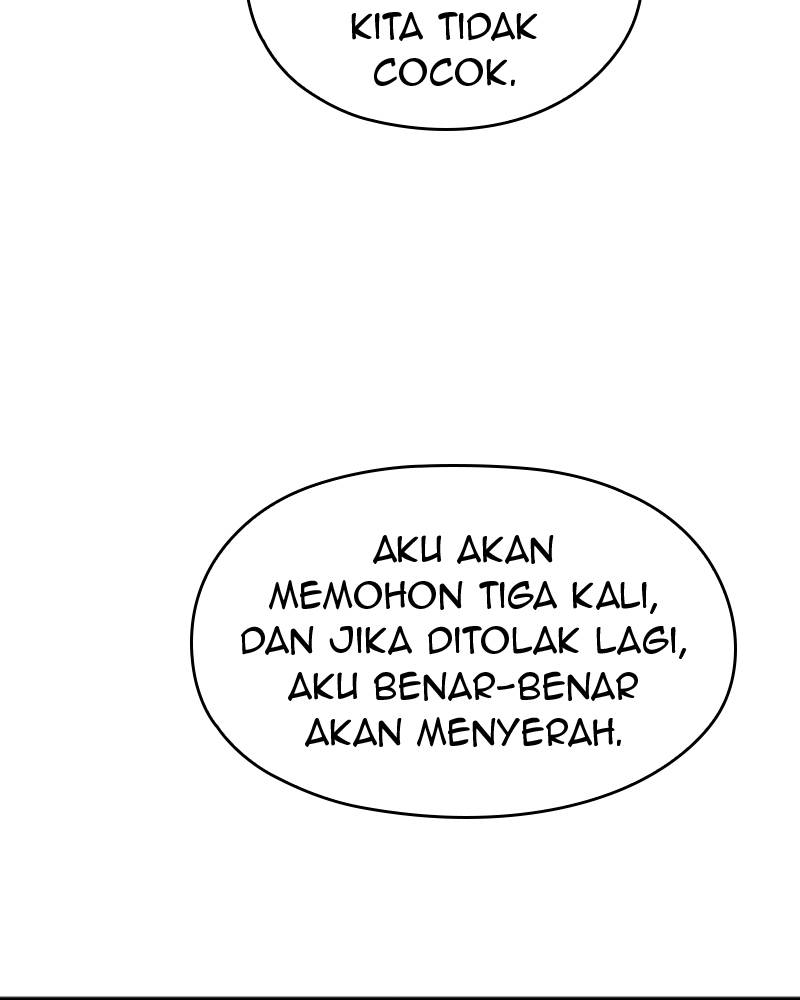 KITA TIDAK
COCOK.
AKU AKAN
MEMOHON TIGA KALI,
DAN JIKA DITOLAK LAGI,
AKU BENAR-BENAR
AKAN MENYERAH.